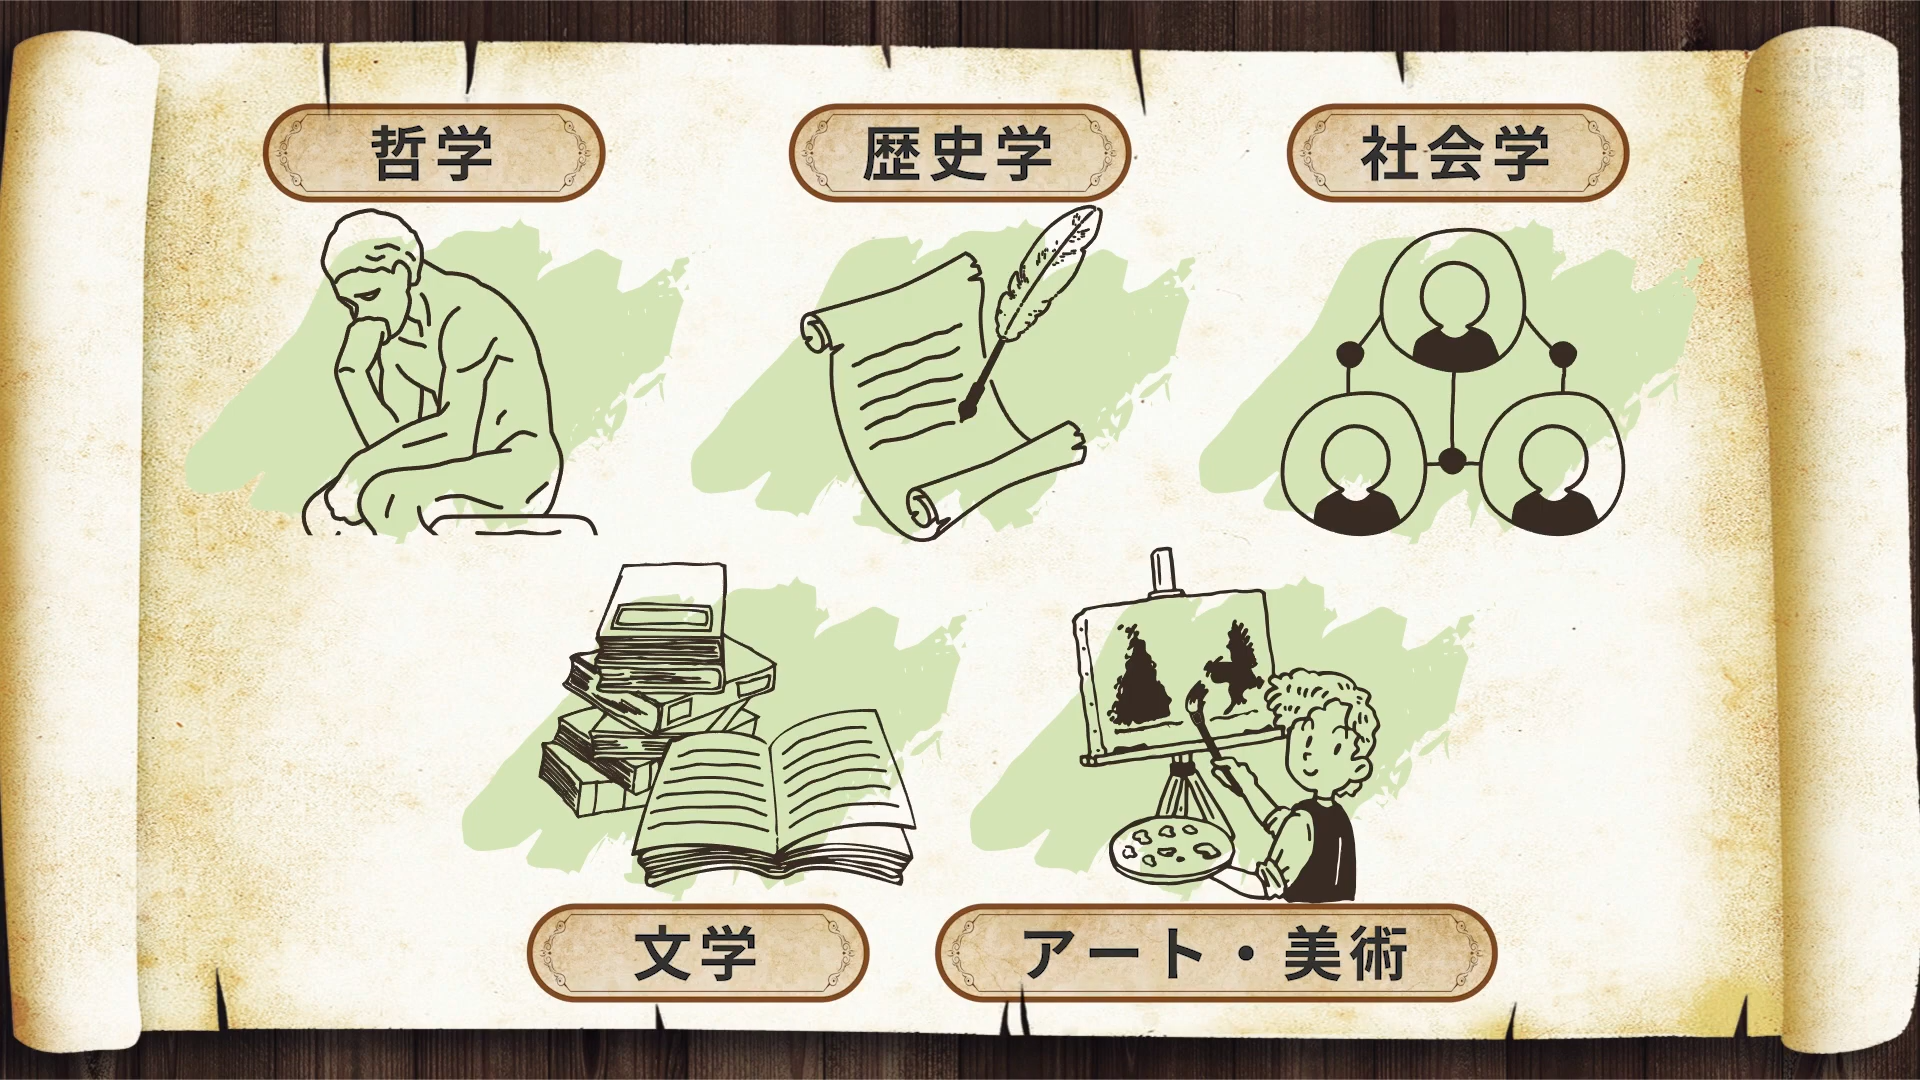 哲学
歴史学
社会学
文学
アート・美術